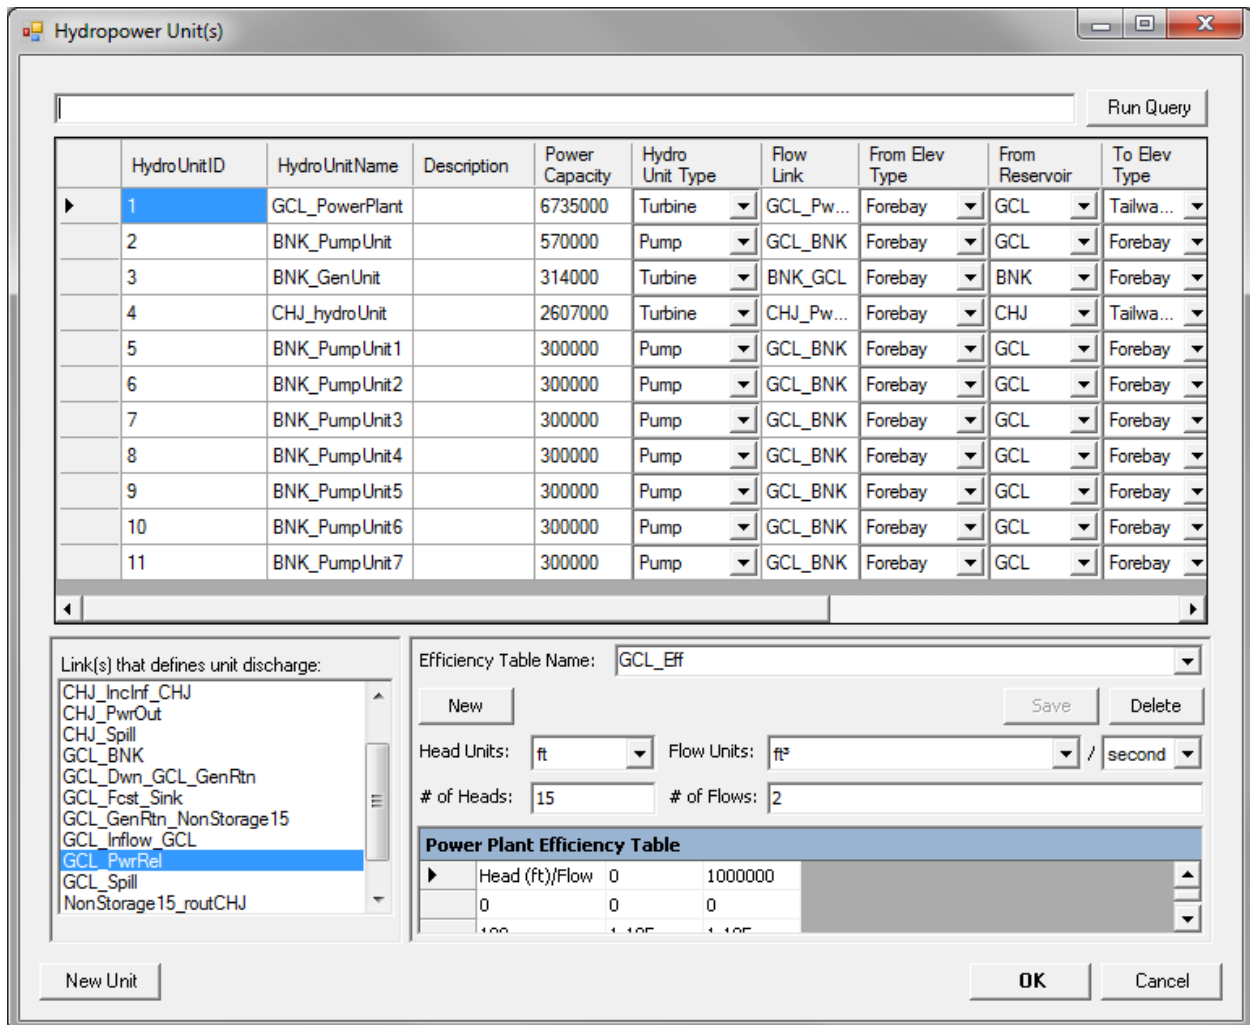 Hydropower Unit(s)
Run Query
HydroUnitID HydroUnitName Description Power Capacity Hydro Unit Type Flow Link From Elev Type From Reservoir To Elev Type
1 GCL_PowerPlant 6735000 Turbine GCL_Pw... Forebay GCL Tailwa...
2 BNK_PumpUnit 570000 Pump GCL_BNK Forebay GCL Forebay
3 BNK_GenUnit 314000 Turbine BNK_GCL Forebay BNK Forebay
4 CHJ_hydroUnit 2607000 Turbine CHJ_Pw... Forebay CHJ Tailwa...
5 BNK_PumpUnit1 300000 Pump GCL_BNK Forebay GCL Forebay
6 BNK_PumpUnit2 300000 Pump GCL_BNK Forebay GCL Forebay
7 BNK_PumpUnit3 300000 Pump GCL_BNK Forebay GCL Forebay
8 BNK_PumpUnit4 300000 Pump GCL_BNK Forebay GCL Forebay
9 BNK_PumpUnit5 300000 Pump GCL_BNK Forebay GCL Forebay
10 BNK_PumpUnit6 300000 Pump GCL_BNK Forebay GCL Forebay
11 BNK_PumpUnit7 300000 Pump GCL_BNK Forebay GCL Forebay
Link(s) that defines unit discharge:
CHJ_IncInf_CHJ
CHJ_PwrOut
CHJ_Spill
GCL_BNK
GCL_Dwn_GCL_GenRtn
GCL_Fcst_Sink
GCL_GenRtn_NonStorage15
GCL_Inflow_GCL
GCL_PwrRel
GCL_Spill
NonStorage15_routCHJ
Efficiency Table Name: GCL_Eff
New Save Delete
Head Units: ft Flow Units: ft³ / second
# of Heads: 15 # of Flows: 2
Power Plant Efficiency Table
Head (ft)/Flow 0 1000000
0 0 0
New Unit OK Cancel